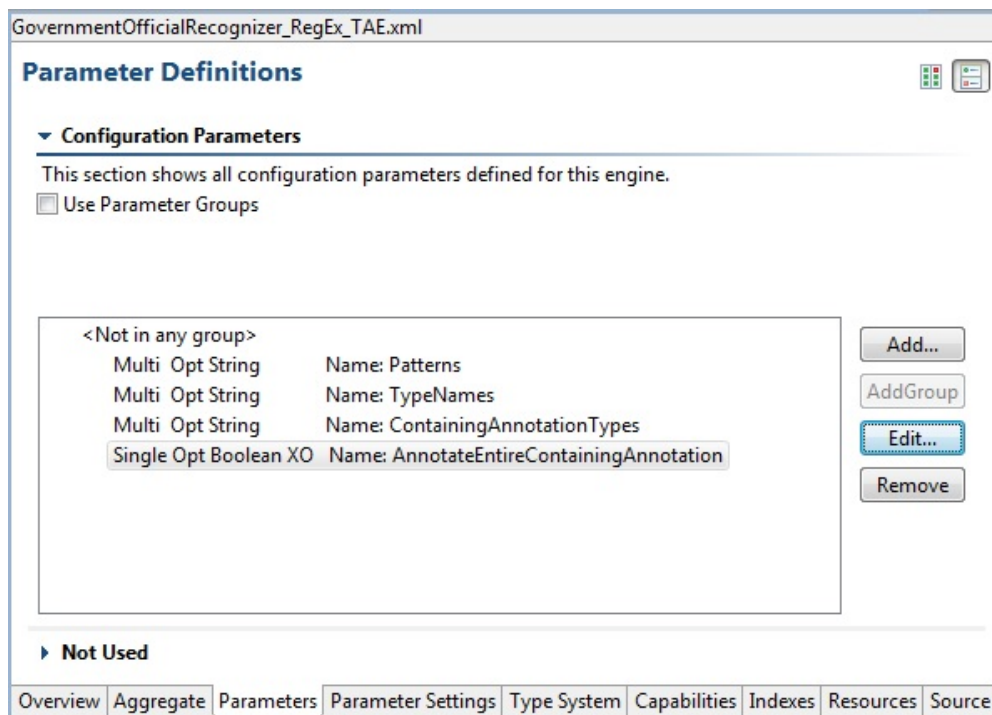 GovernmentOfficialRecognizer_RegEx_TAE.xml
Parameter Definitions
Configuration Parameters
This section shows all configuration parameters defined for this engine.
Use Parameter Groups
<Not in any group>
Multi Opt String Name: Patterns
Multi Opt String Name: TypeNames
Multi Opt String Name: ContainingAnnotationTypes
Single Opt Boolean XO Name: AnnotateEntireContainingAnnotation
Add...
AddGroup
Edit...
Remove
Not Used
Overview Aggregate Parameters Parameter Settings Type System Capabilities Indexes Resources Source